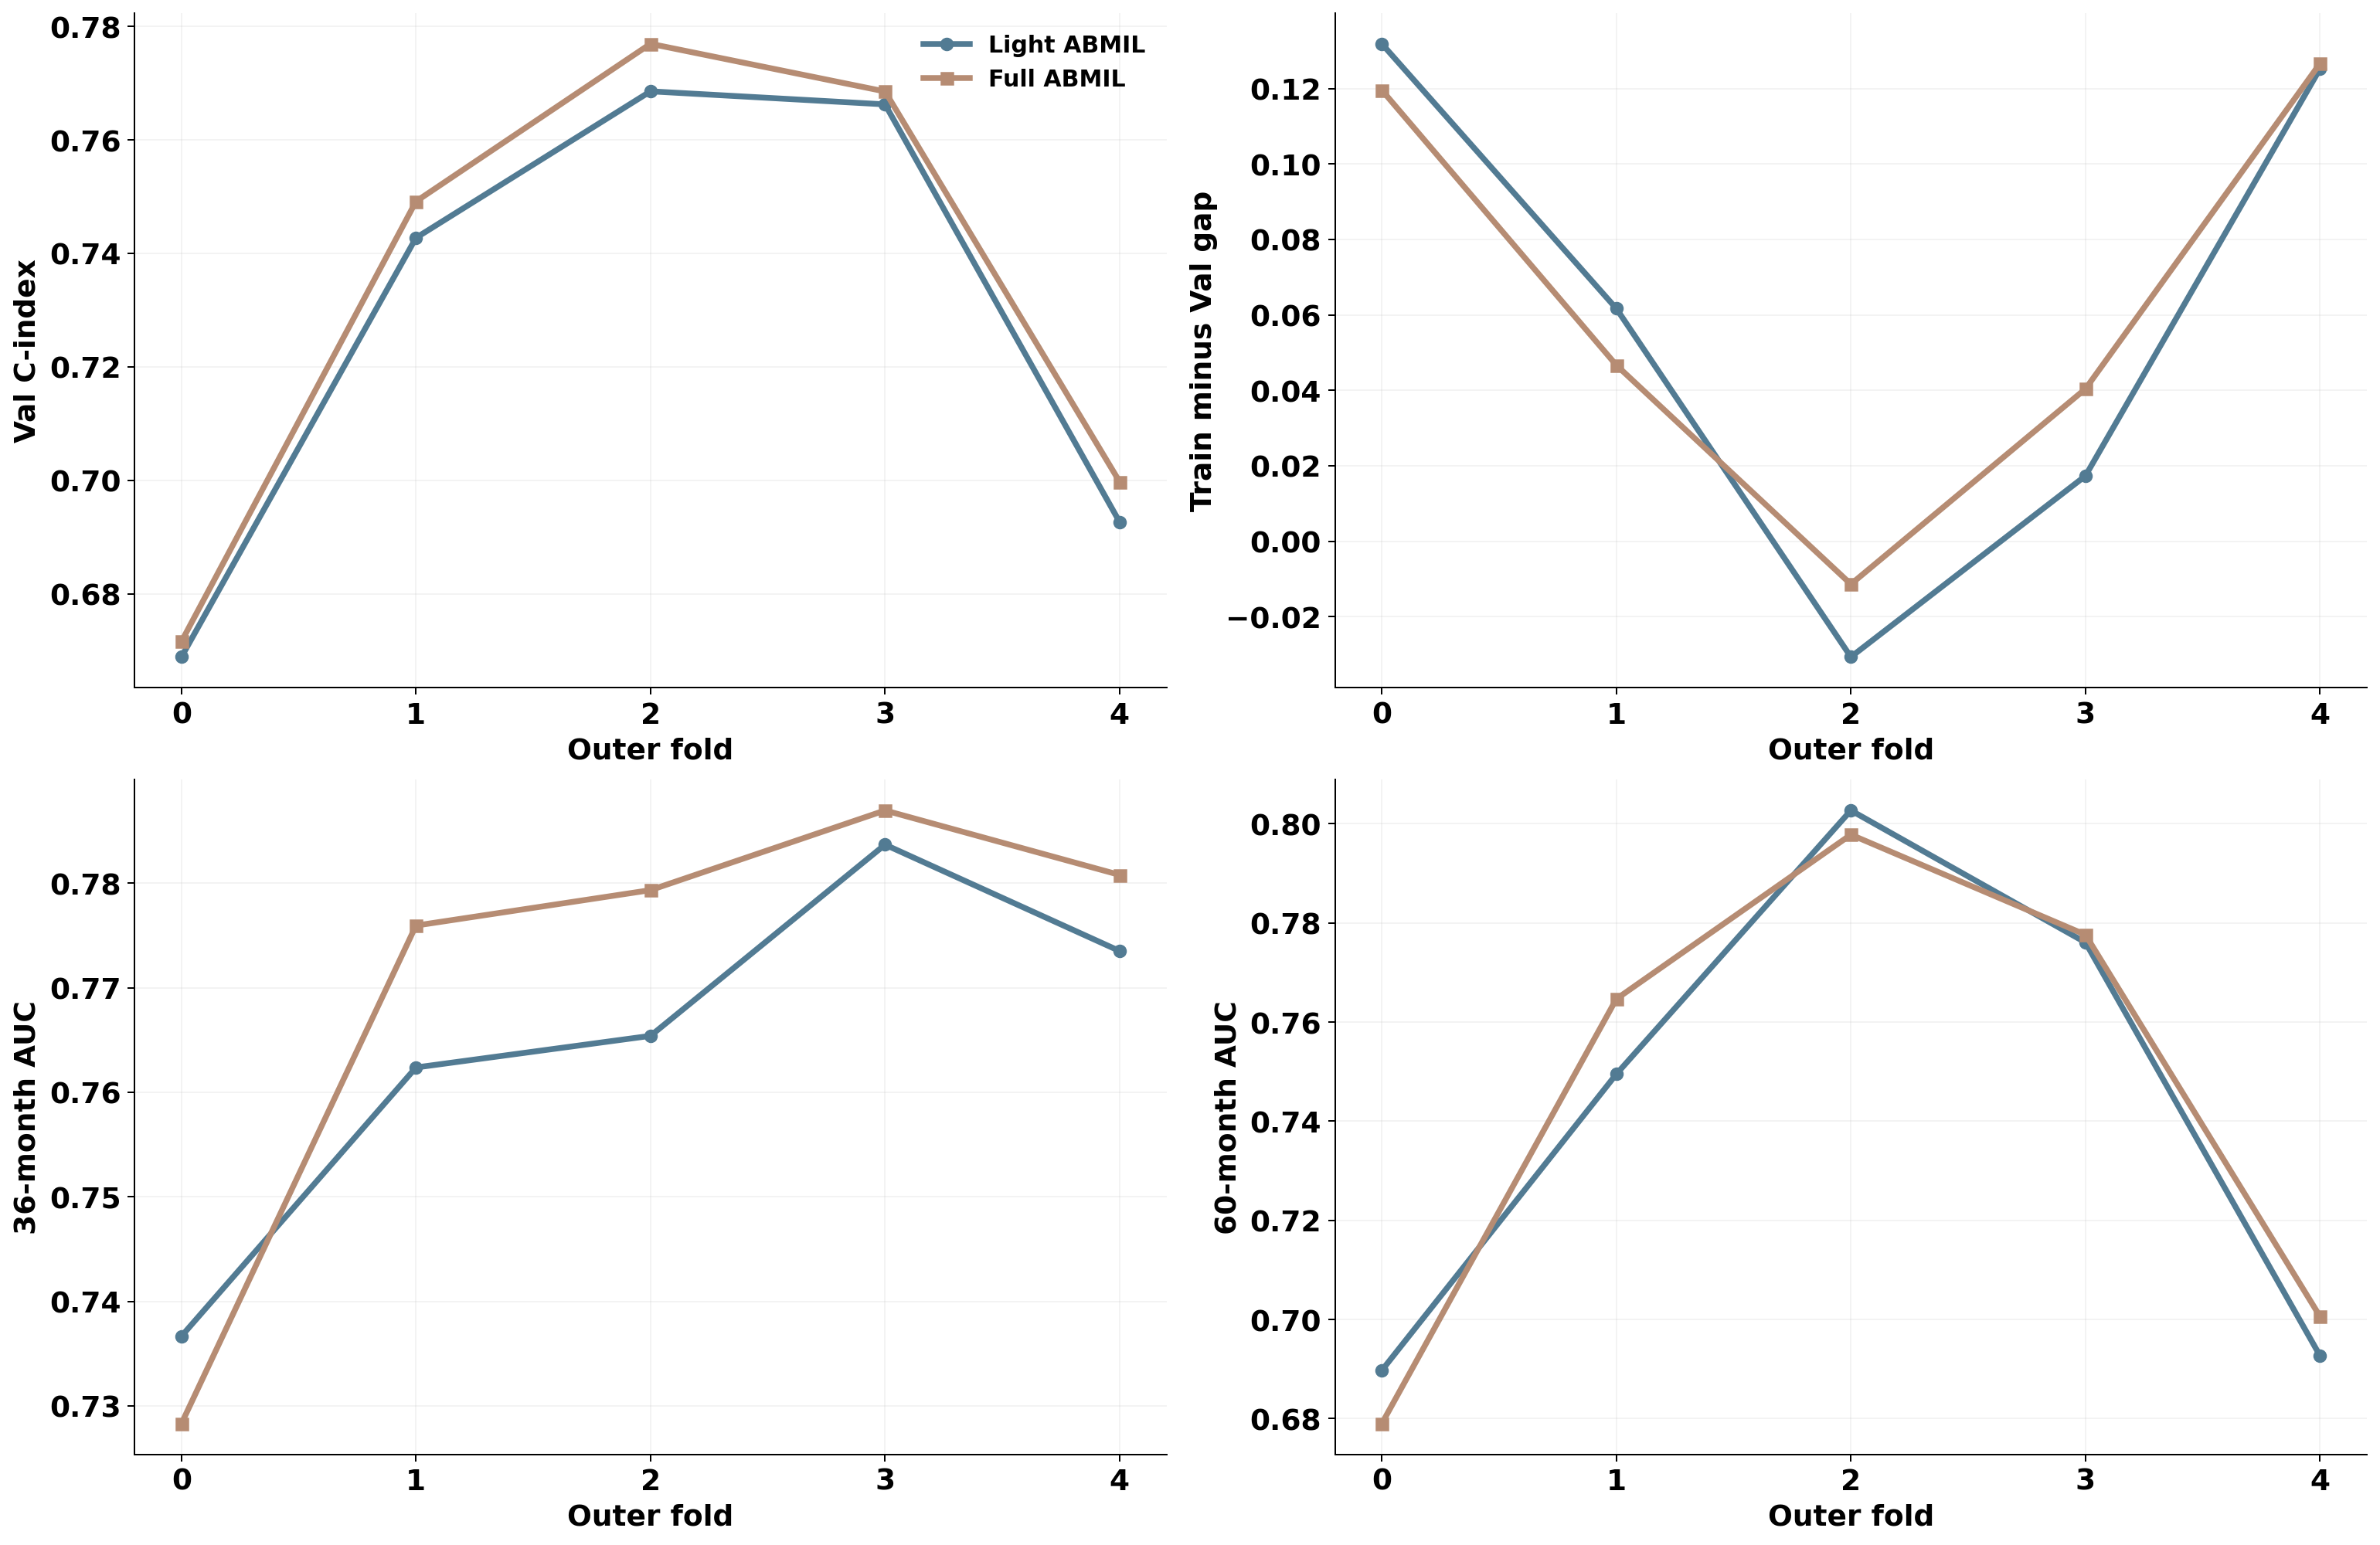 Val C-index
0.78
0.76
0.74
0.72
0.70
0.68
Light ABMIL
Full ABMIL
0 1 2 3 4
Outer fold
Train minus Val gap
0.12
0.10
0.08
0.06
0.04
0.02
0.00
−0.02
0 1 2 3 4
Outer fold
36-month AUC
0.78
0.77
0.76
0.75
0.74
0.73
0 1 2 3 4
Outer fold
60-month AUC
0.80
0.78
0.76
0.74
0.72
0.70
0.68
0 1 2 3 4
Outer fold